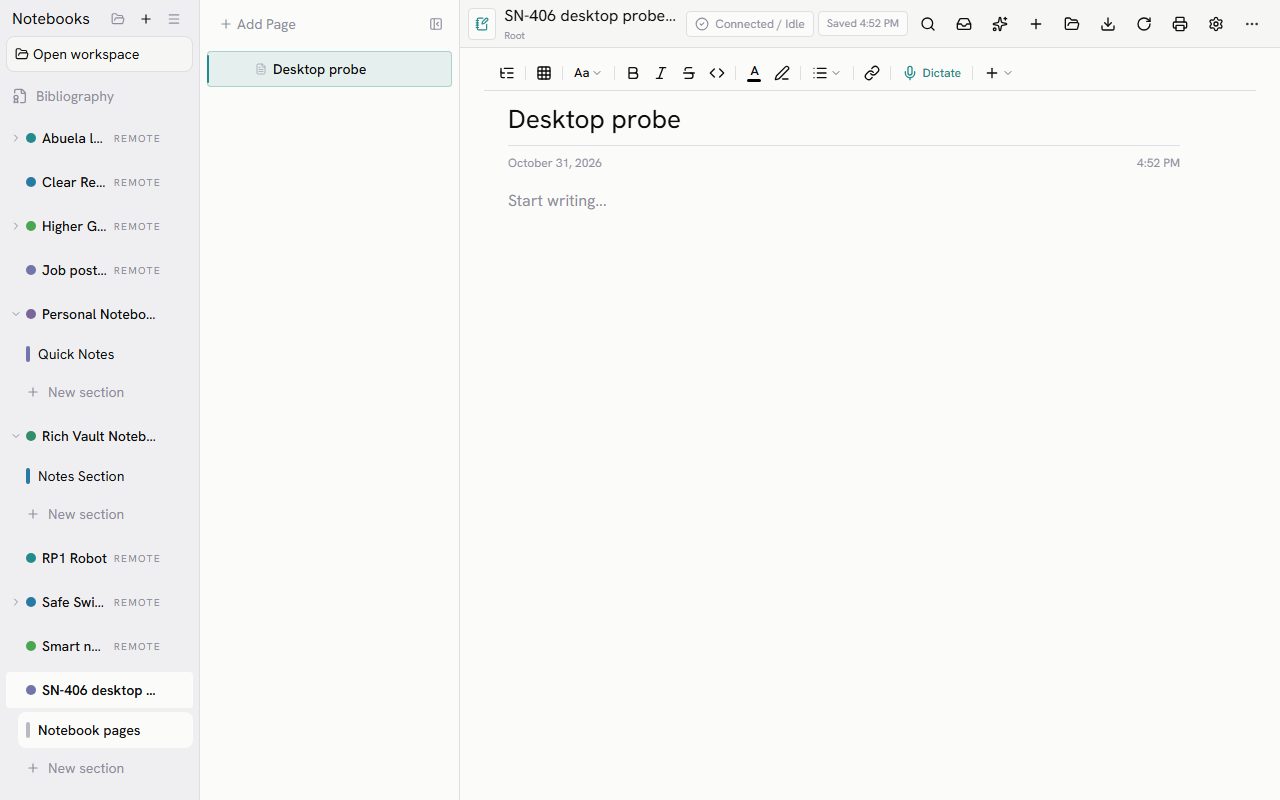 Notebooks
Open workspace
Bibliography
Abuela l... REMOTE
Clear Re... REMOTE
Higher G... REMOTE
Job post... REMOTE
Personal Notebo...
Quick Notes
New section
Rich Vault Noteb...
Notes Section
New section
RP1 Robot REMOTE
Safe Swi... REMOTE
Smart n... REMOTE
SN-406 desktop ...
Notebook pages
New section
Add Page
Desktop probe
SN-406 desktop probe...
Root
Connected / Idle
Saved 4:52 PM
Aa
B I S A
Dictate
Desktop probe
October 31, 2026
4:52 PM
Start writing...